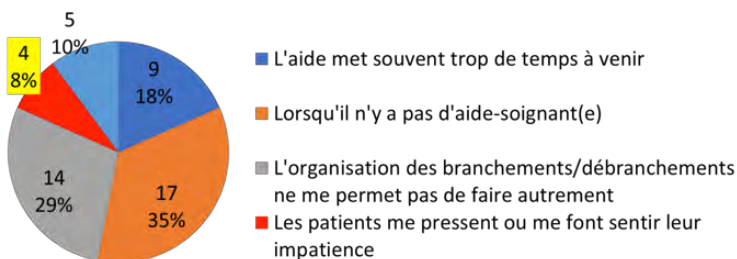 5
10%
4
8%
9
18%
14
29%
17
35%
L'aide met souvent trop de temps à venir
Lorsqu'il n'y a pas d'aide-soignant(e)
L'organisation des branchements/débranchements
ne me permet pas de faire autrement
Les patients me pressent ou me font sentir leur
impatience